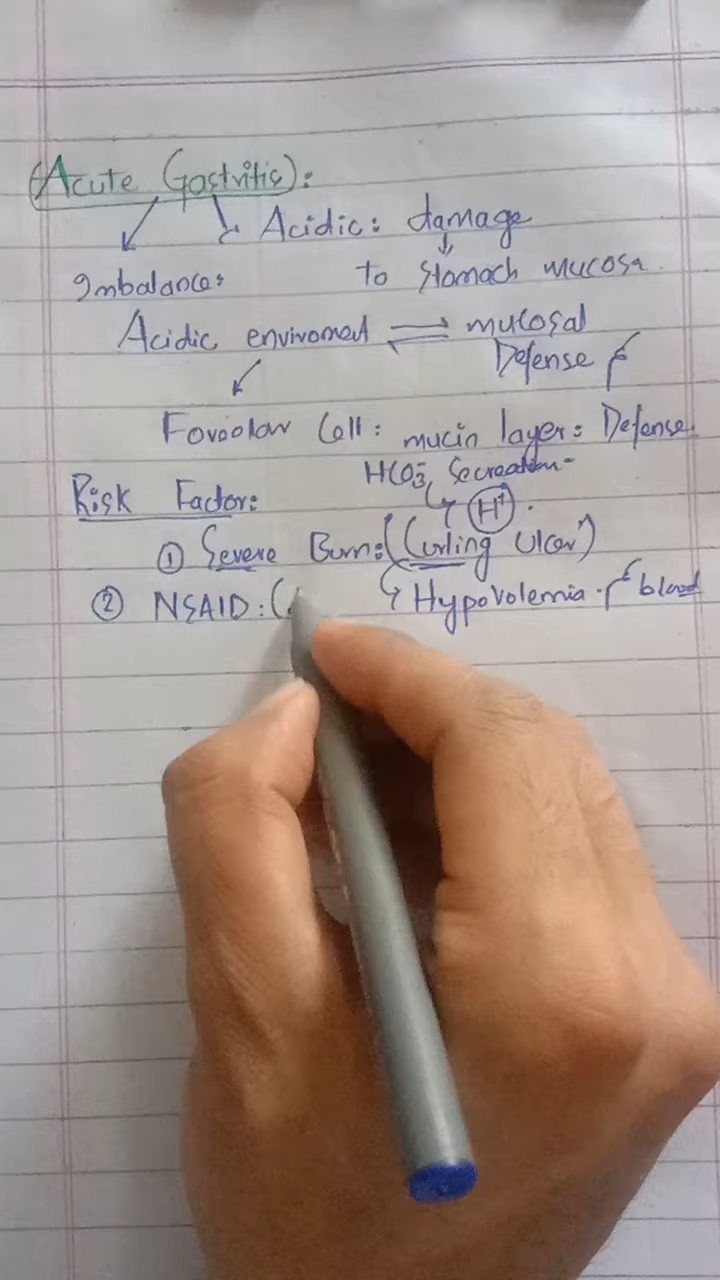 (Acute Gastritis):
Acidic: damage
Imbalance:
to Stomach mucosa.
Acidic enviroment ⇌ mucosal
Defense
Foveolar Cell: mucin layer: Defense
HCO3⁻ Secreation
Risk Factor:
H⁺
① Severe Burn: (Curling Ulcer)
② NSAID: (
Hypovolemia. blood